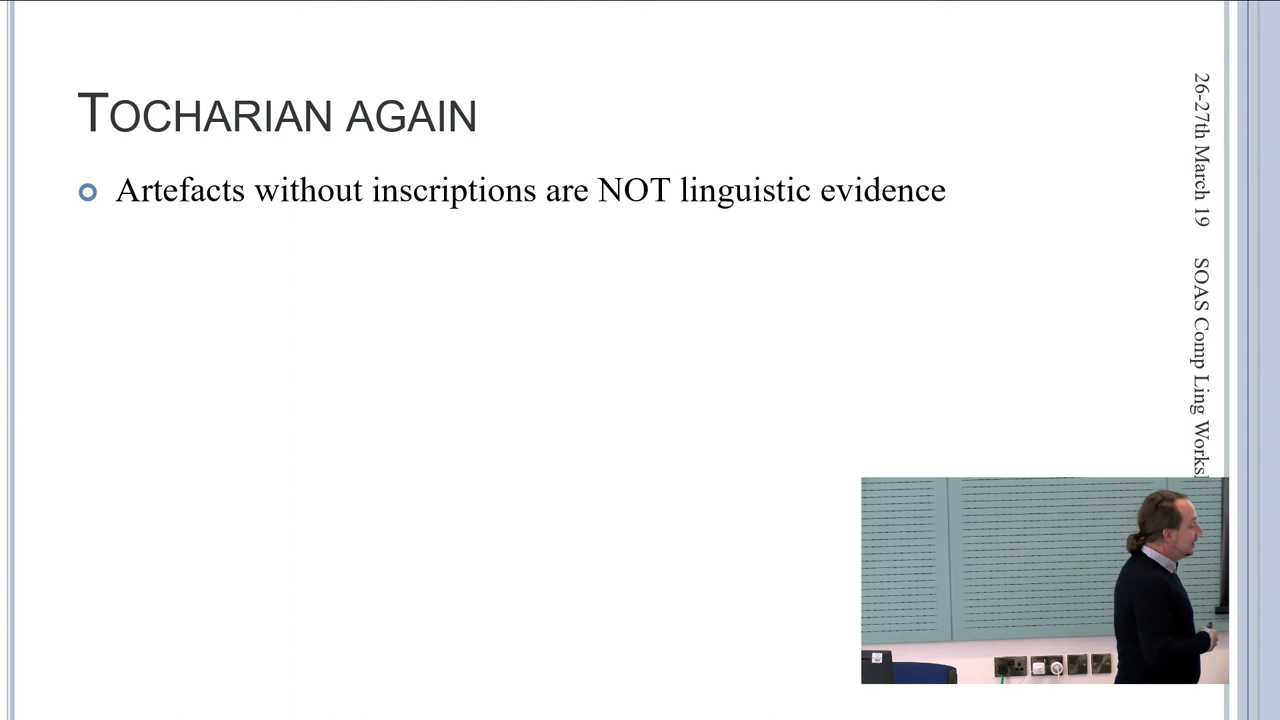 TOCHARIAN AGAIN
Artefacts without inscriptions are NOT linguistic evidence
26-27th March 19 SOAS Comp Ling Works